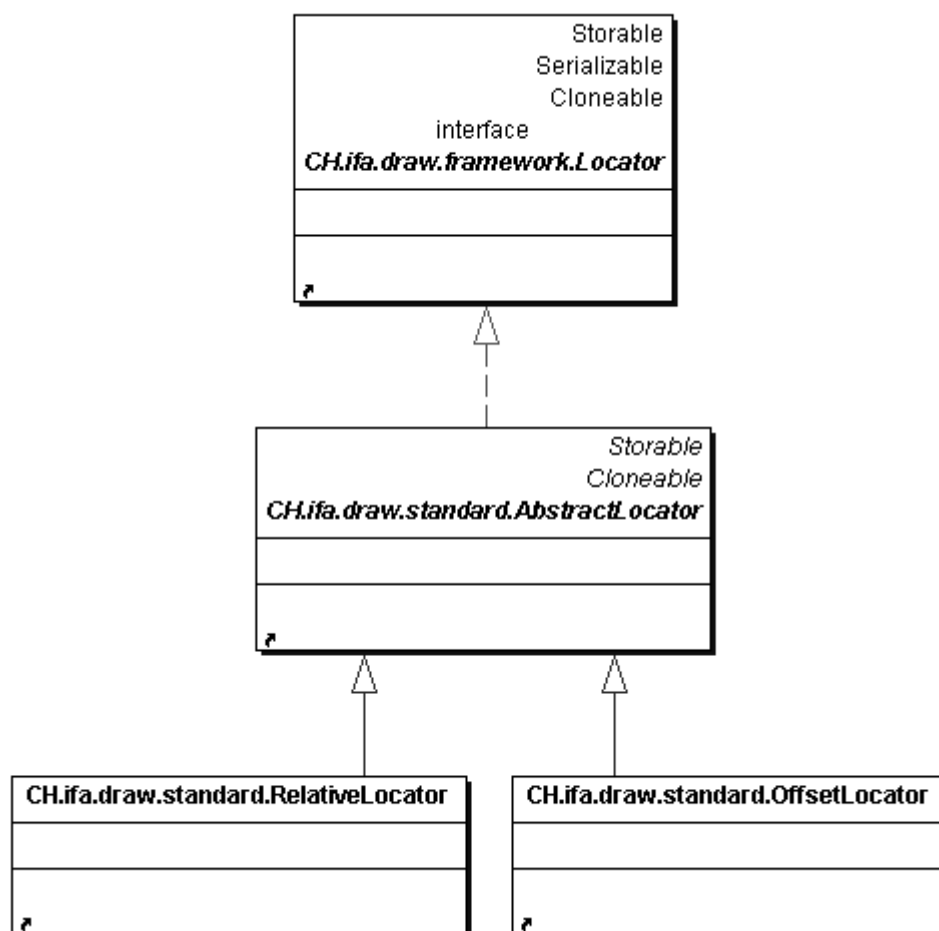 Storable
Serializable
Cloneable
interface
CH.ifa.draw.framework.Locator
Storable
Cloneable
CH.ifa.draw.standard.AbstractLocator
CH.ifa.draw.standard.RelativeLocator
CH.ifa.draw.standard.OffsetLocator